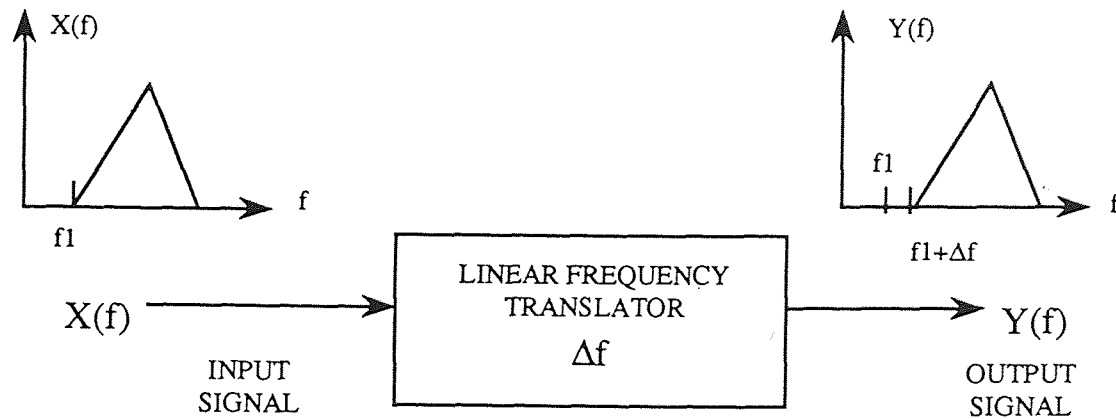 X(f)
f
f1
Y(f)
f1
f
f1+Δf
X(f)
INPUT
SIGNAL
LINEAR FREQUENCY
TRANSLATOR
Δf
Y(f)
OUTPUT
SIGNAL